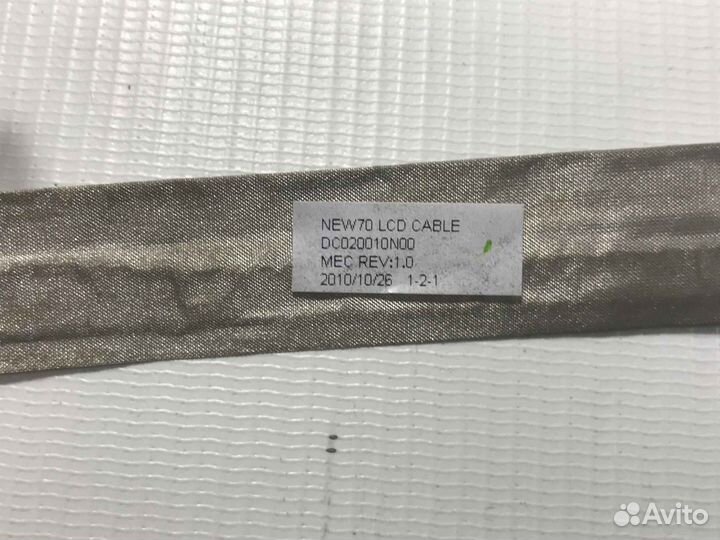 NEW70 LCD CABLE
DC020010N00
MEC REV:1.0
2010/10/26 1-2-1
Avito